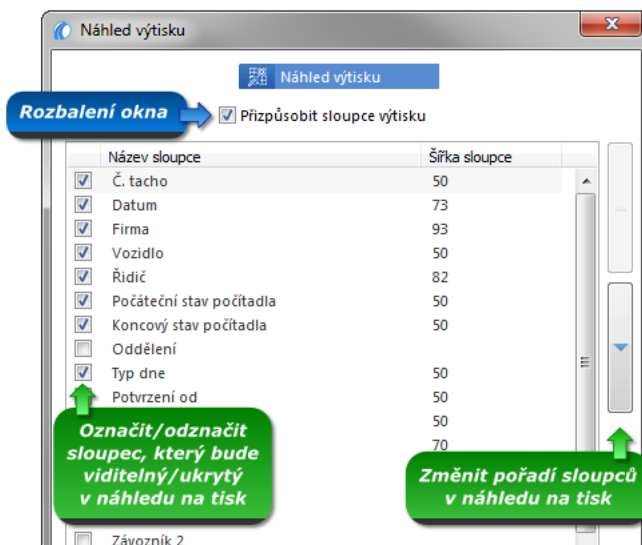 Náhled výtisku
Náhled výtisku
Rozbalení okna
Přizpůsobit sloupce výtisku
Název sloupce Šířka sloupce
Č. tacho 50
Datum 73
Firma 93
Vozidlo 50
Řidič 82
Počáteční stav počítadla 50
Koncový stav počítadla 50
Oddělení
Typ dne 50
Potvrzení od 50
50
70
Označit/odznačit
sloupec, který bude
viditelný/ukrytý
v náhledu na tisk
Změnit pořadí sloupců
v náhledu na tisk
Závozník 2